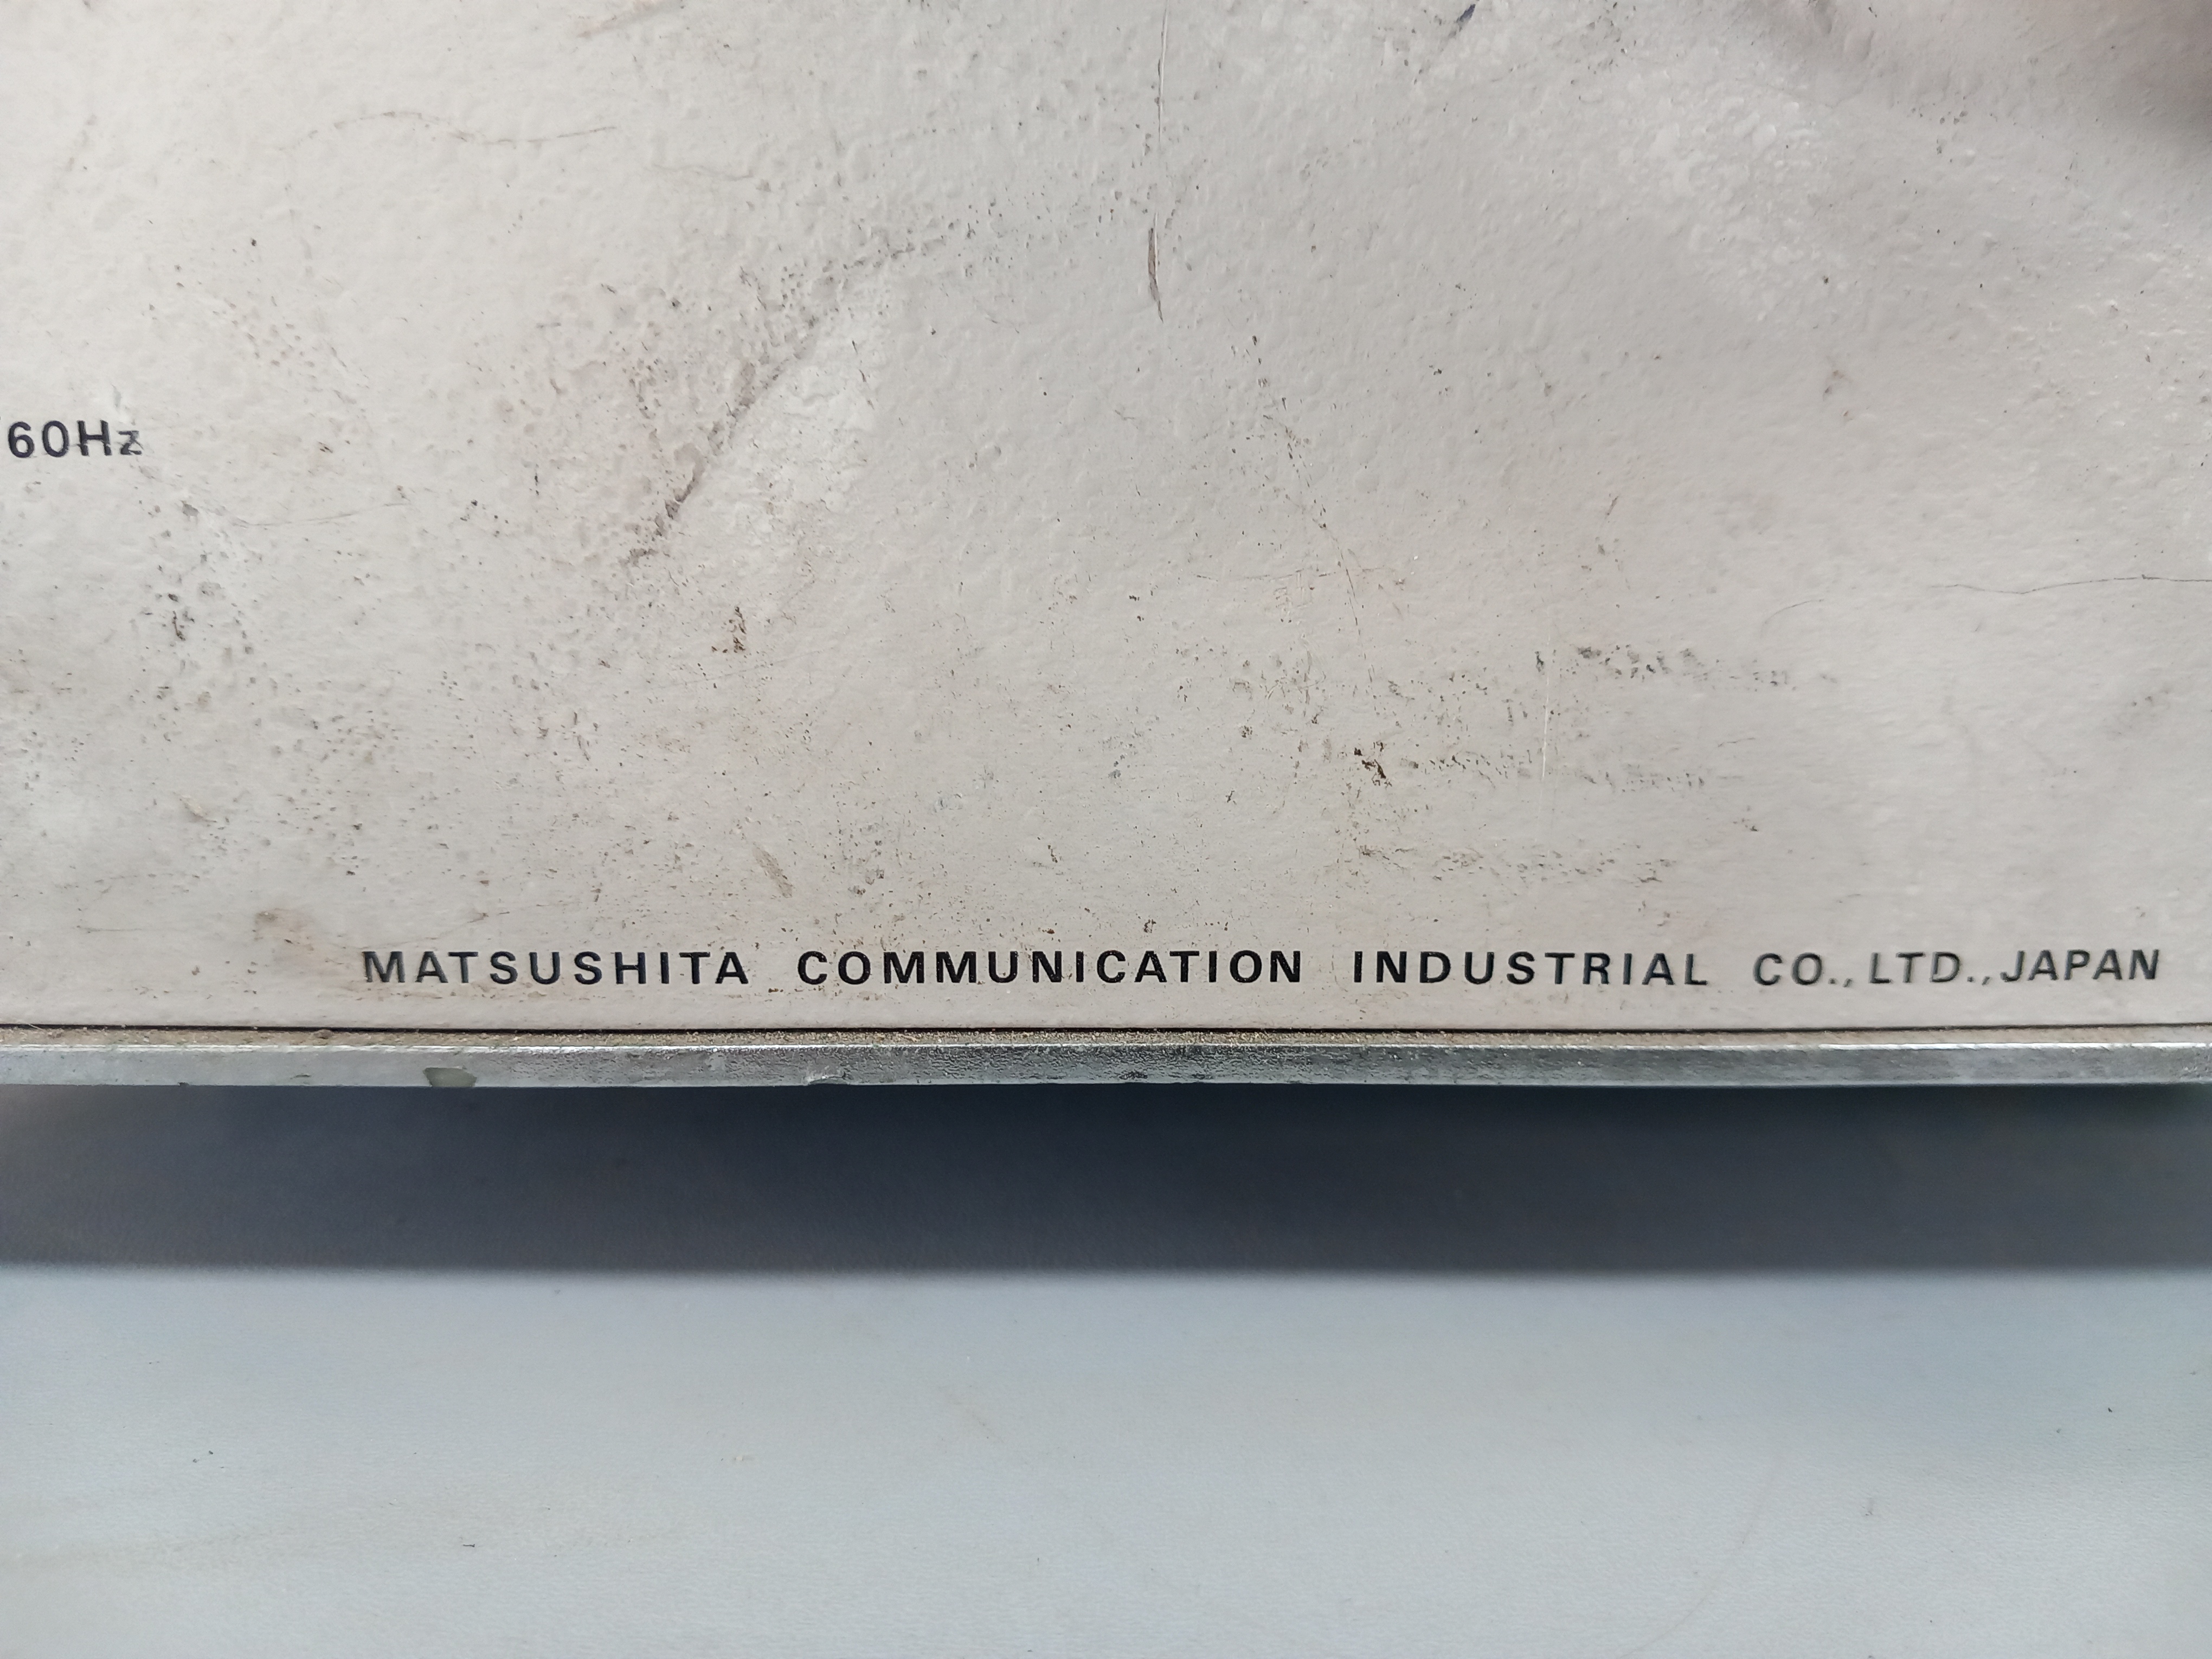 60Hz
MATSUSHITA COMMUNICATION INDUSTRIAL CO.,LTD.,JAPAN